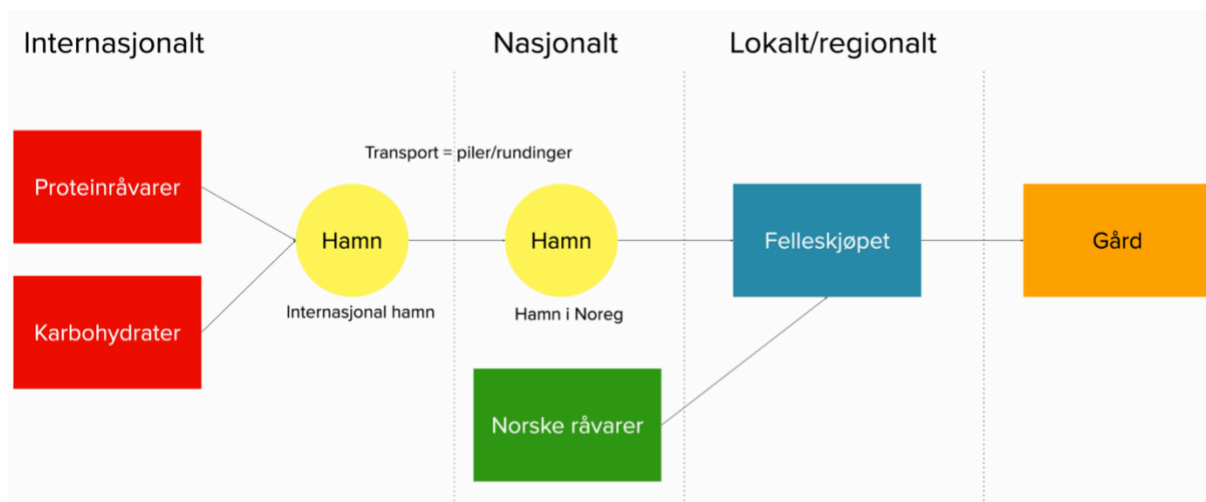 Internasjonalt
Nasjonalt
Lokalt/regionalt
Transport = piler/rundinger
Proteinråvarer
Karbohydrater
Hamn
Internasjonal hamn
Hamn
Hamn i Noreg
Norske råvarer
Felleskjøpet
Gård